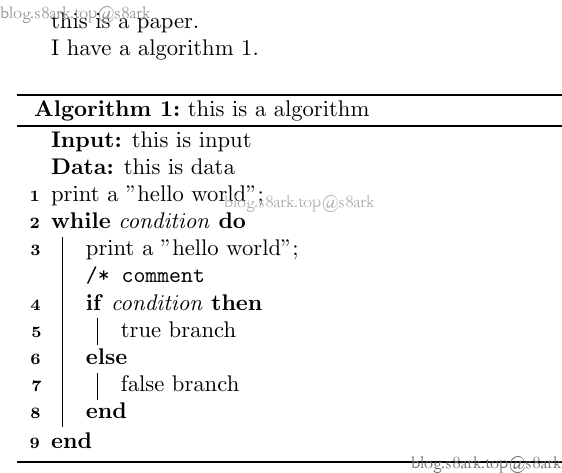 blog.s8ark.top@s8ark
this is a paper.
I have a algorithm 1.
Algorithm 1: this is a algorithm
Input: this is input
Data: this is data
1 print a "hello world";
blog.s8ark.top@s8ark
2 while condition do
3 print a "hello world";
/* comment
4 if condition then
5 true branch
6 else
7 false branch
8 end
9 end
blog.s8ark.top@s8ark